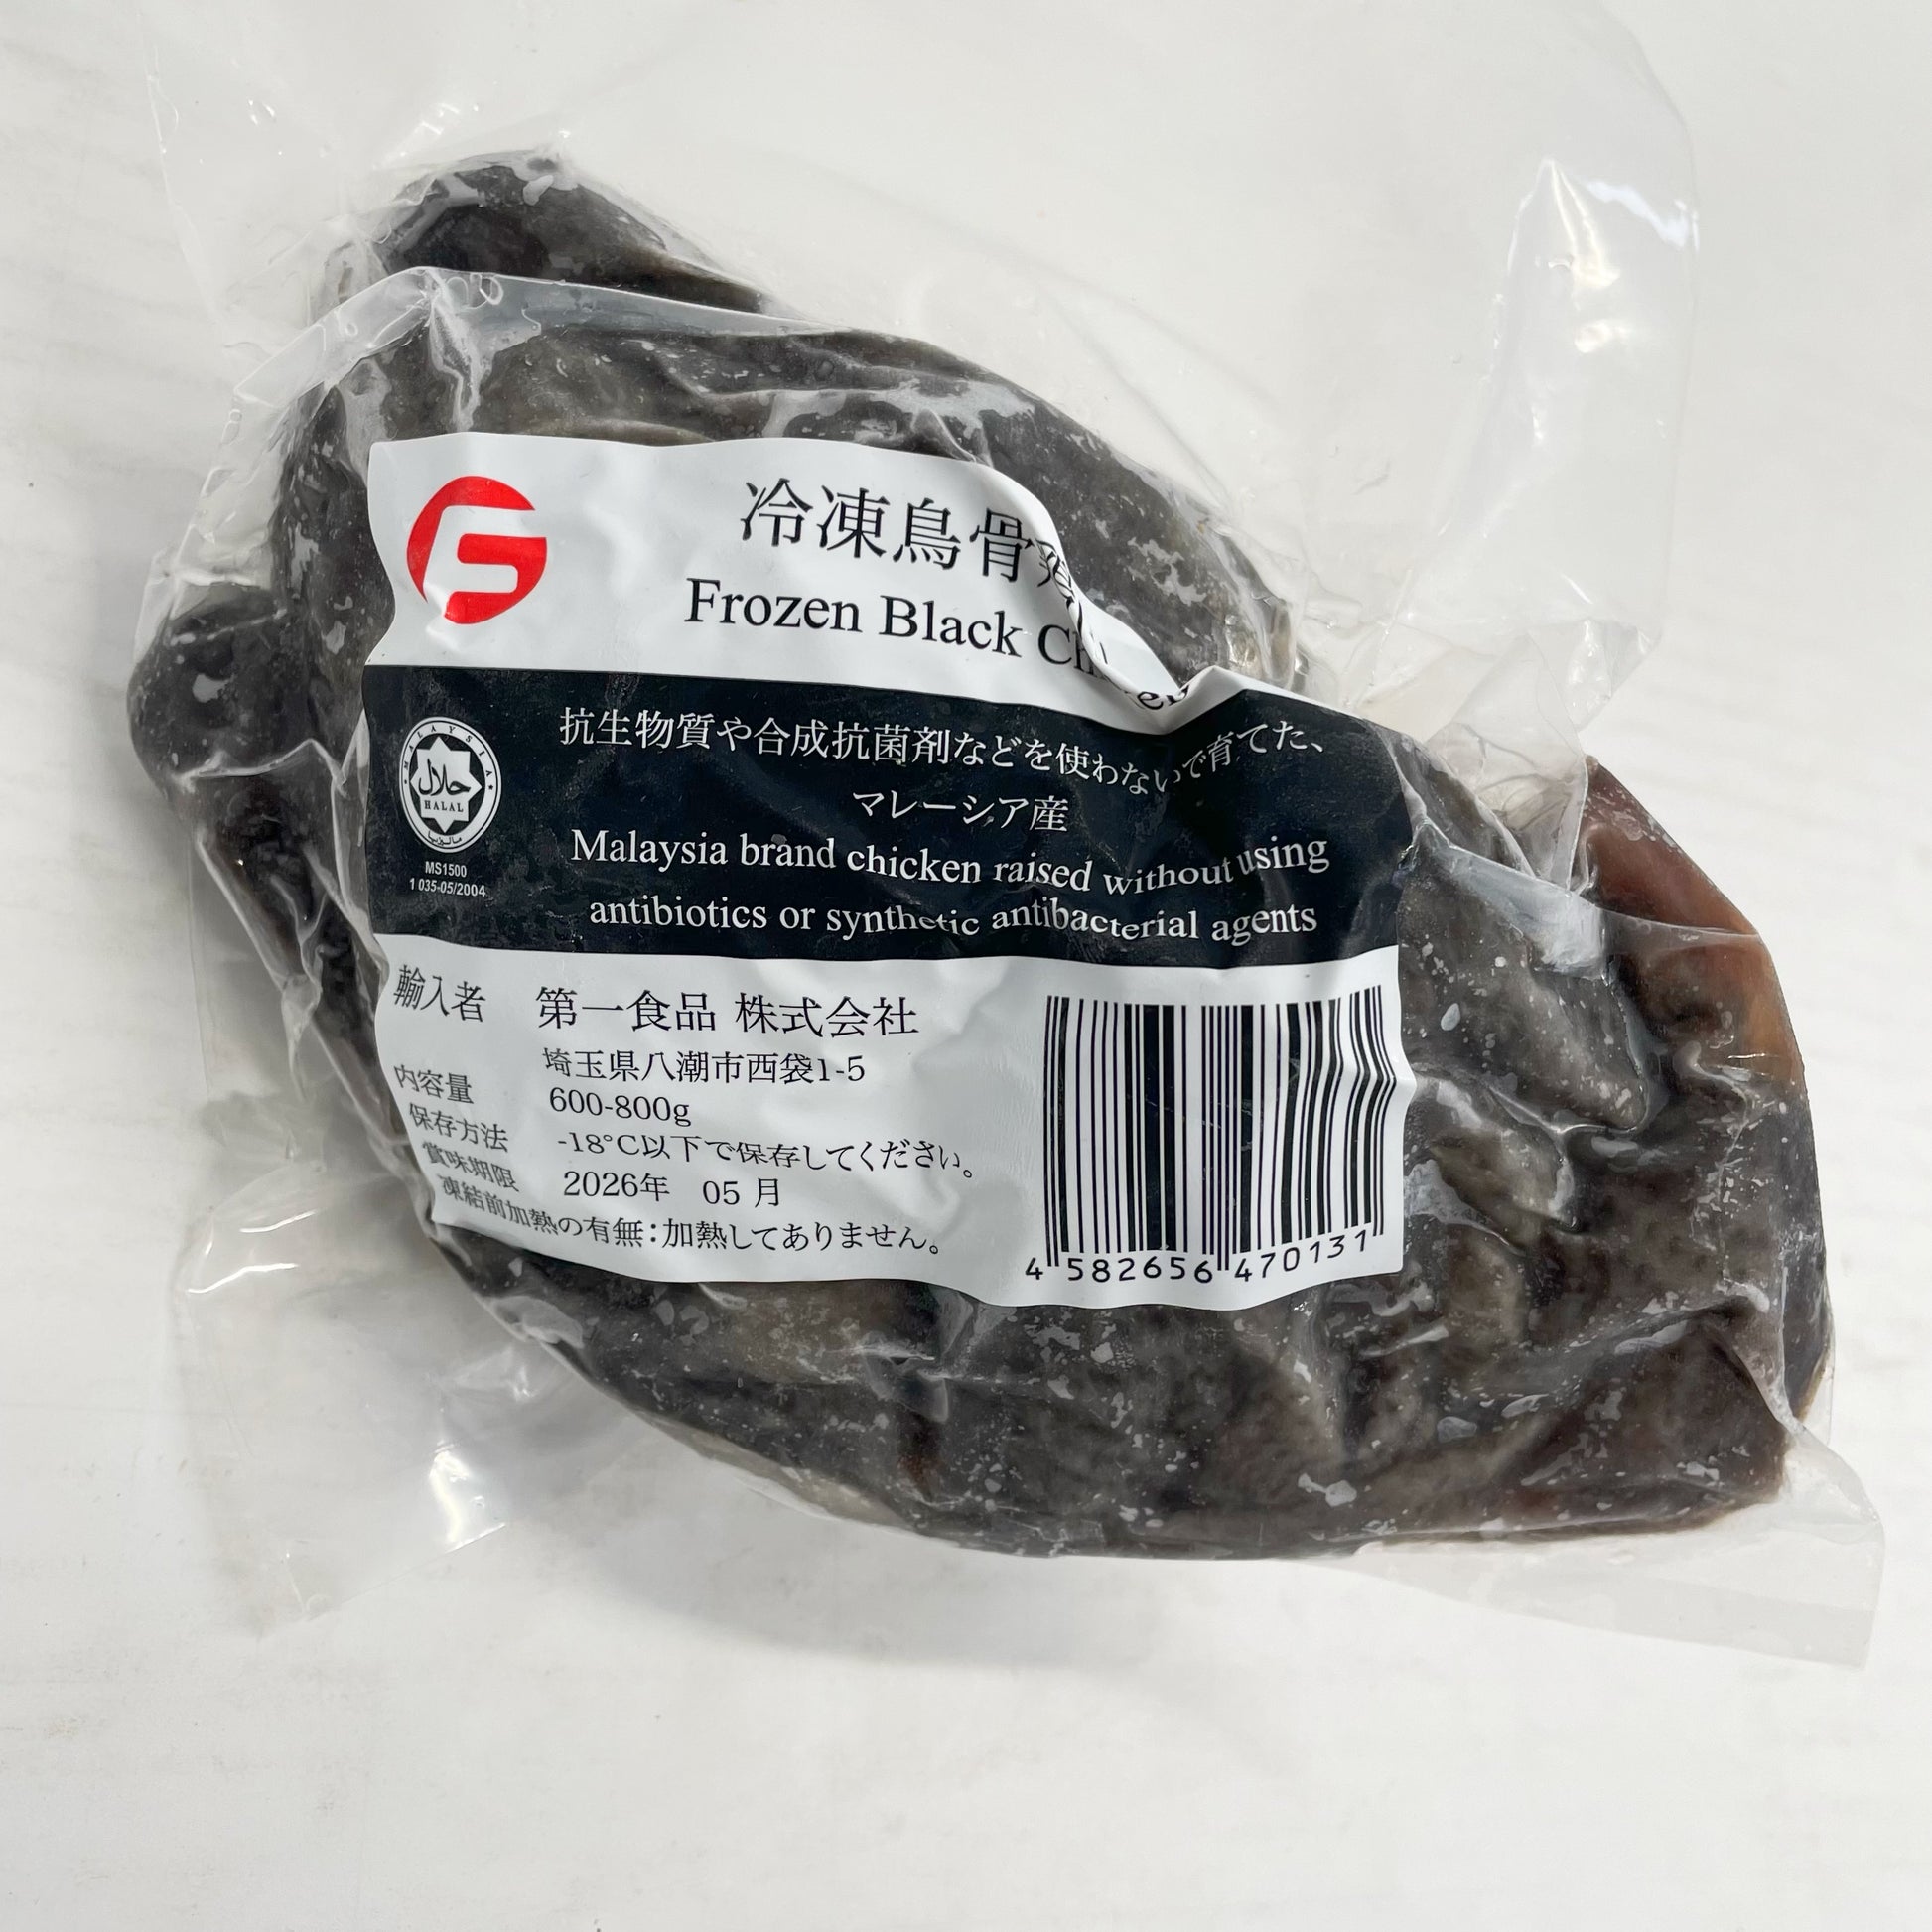 冷凍鳥骨
Frozen Black Chicken
抗生物質や合成抗菌剤などを使わないで育てた、
マレーシア産
Malaysia brand chicken raised without using
antibiotics or synthetic antibacterial agents
MALAYSIA
حلال
HALAL
ماليزيا
MS1500
1 035-05/2004
輸入者 第一食品 株式会社
埼玉県八潮市西袋1-5
内容量 600-800g
保存方法 -18°C以下で保存してください。
賞味期限 2026年 05 月
凍結前加熱の有無:加熱してありません。
4 582656 470131